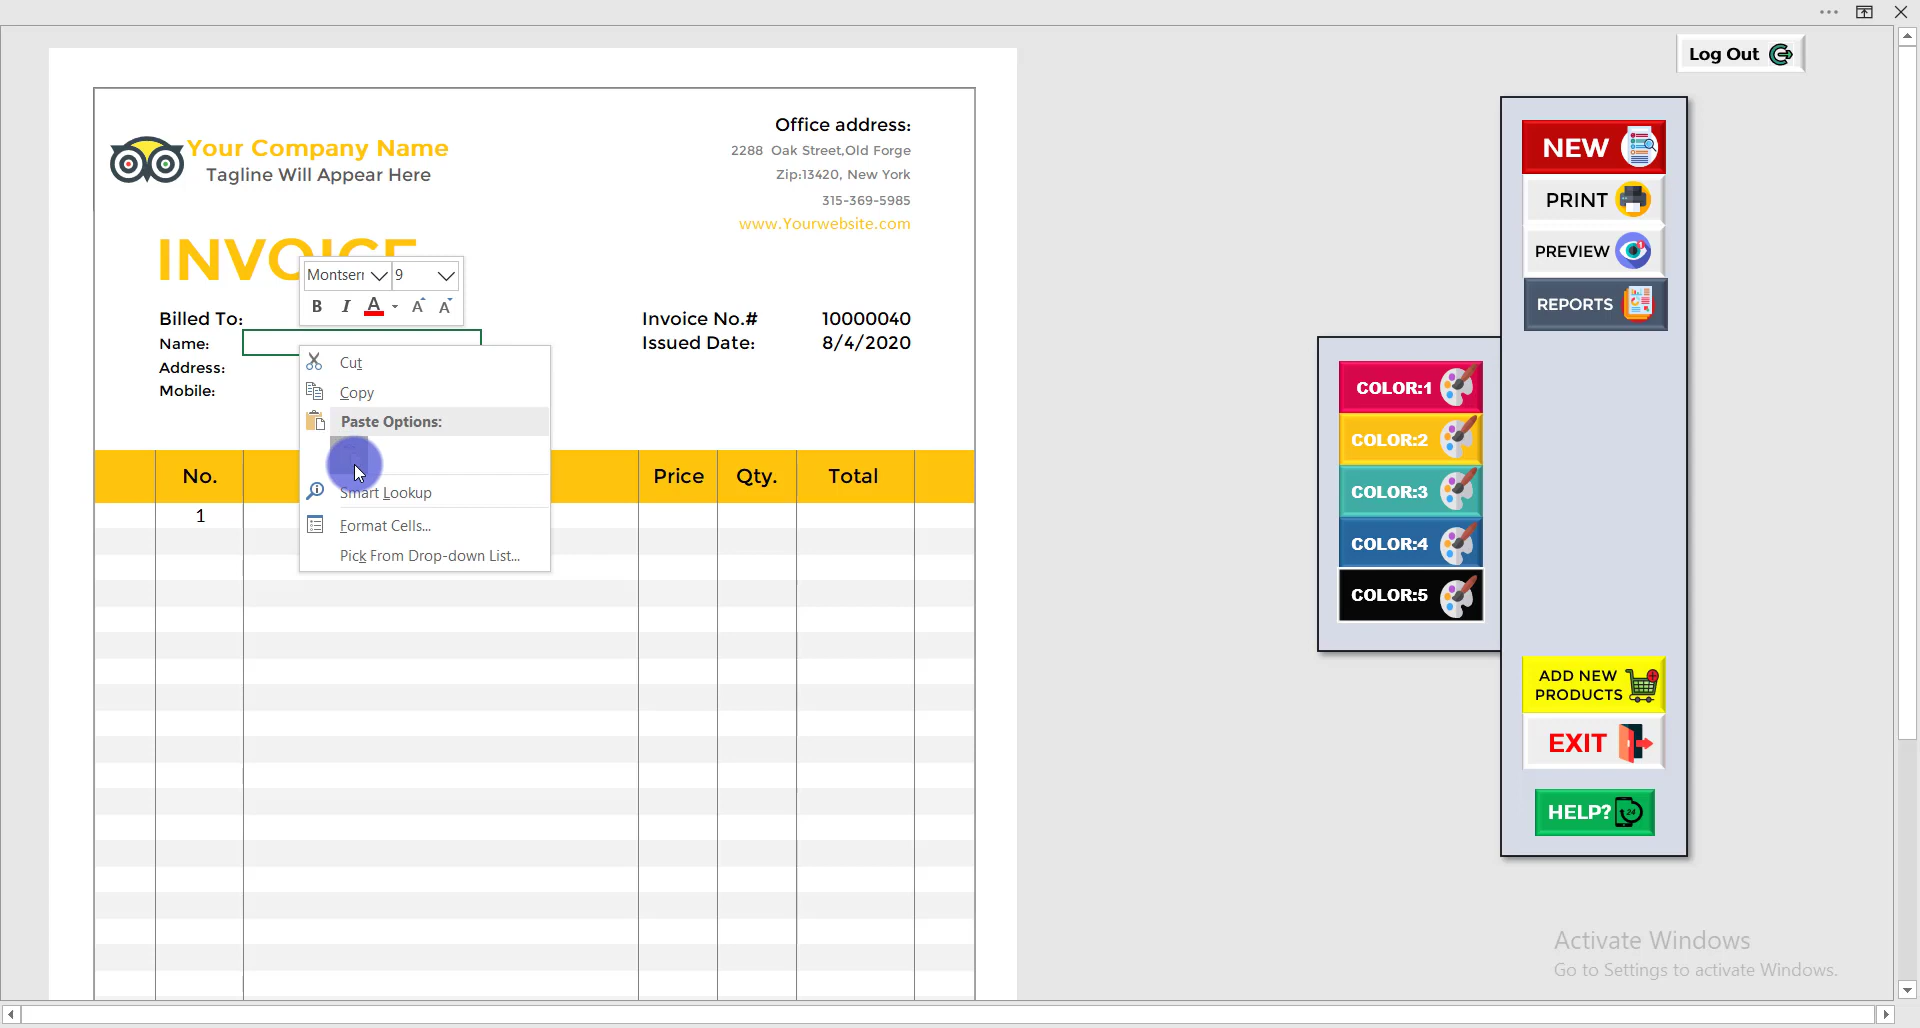 Log Out
Your Company Name
Tagline Will Appear Here
Office address:
2288 Oak Street,Old Forge
Zip:13420, New York
315-369-5985
www.Yourwebsite.com
INVOICE
Montserr 9
B I A A A
Billed To:
Name:
Address:
Mobile:
Invoice No.# 10000040
Issued Date: 8/4/2020
Cut
Copy
Paste Options:
Smart Lookup
Format Cells...
Pick From Drop-down List...
No. Price Qty. Total
1
NEW
PRINT
PREVIEW
REPORTS
COLOR:1
COLOR:2
COLOR:3
COLOR:4
COLOR:5
ADD NEW
PRODUCTS
EXIT
HELP?
24
Activate Windows
Go to Settings to activate Windows.